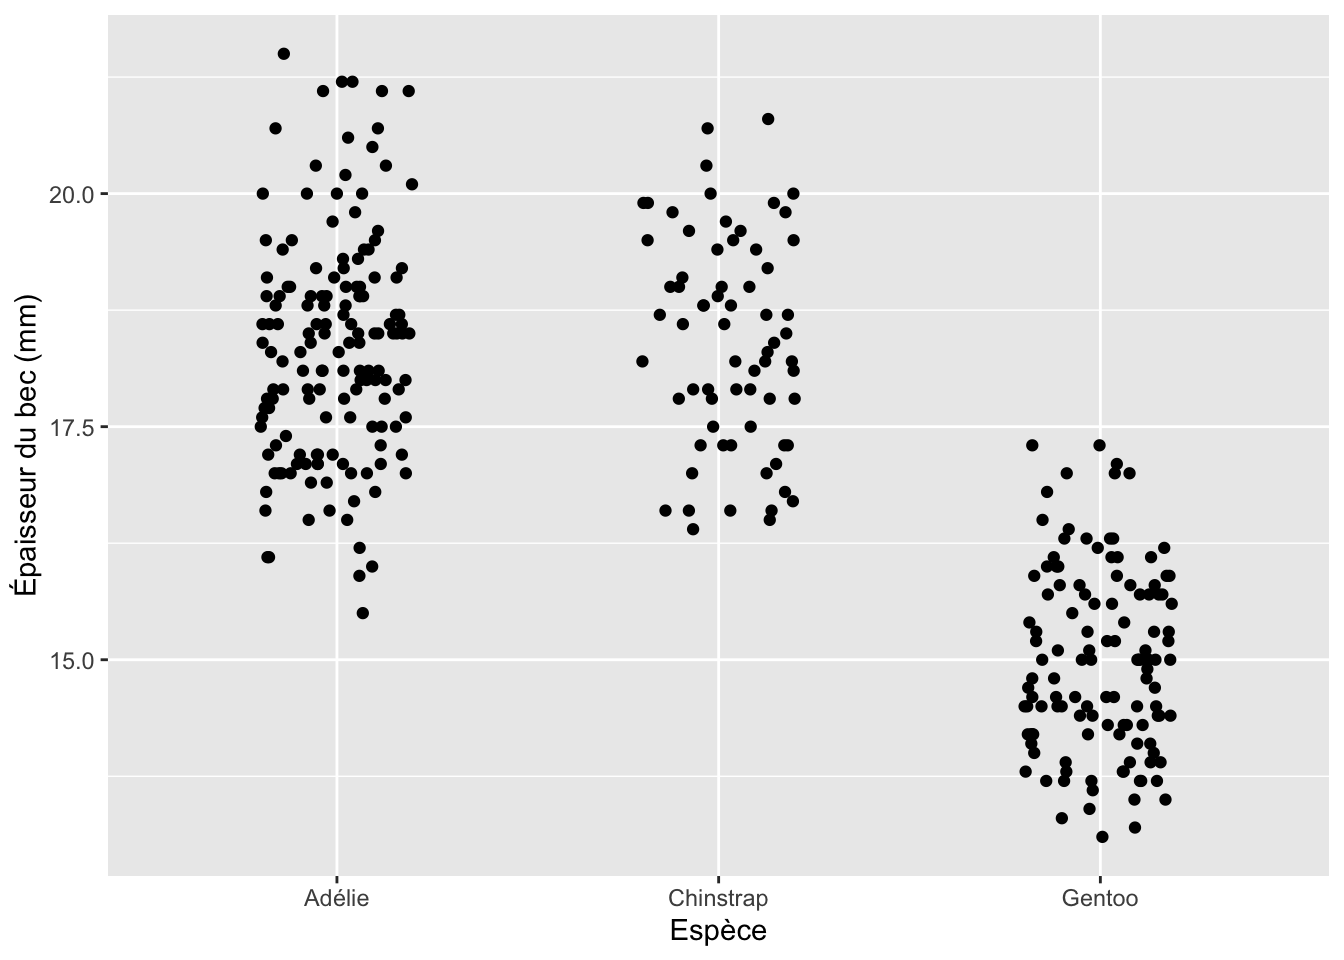 Épaisseur du bec (mm)
20.0
17.5
15.0
Adélie
Chinstrap
Gentoo
Espèce